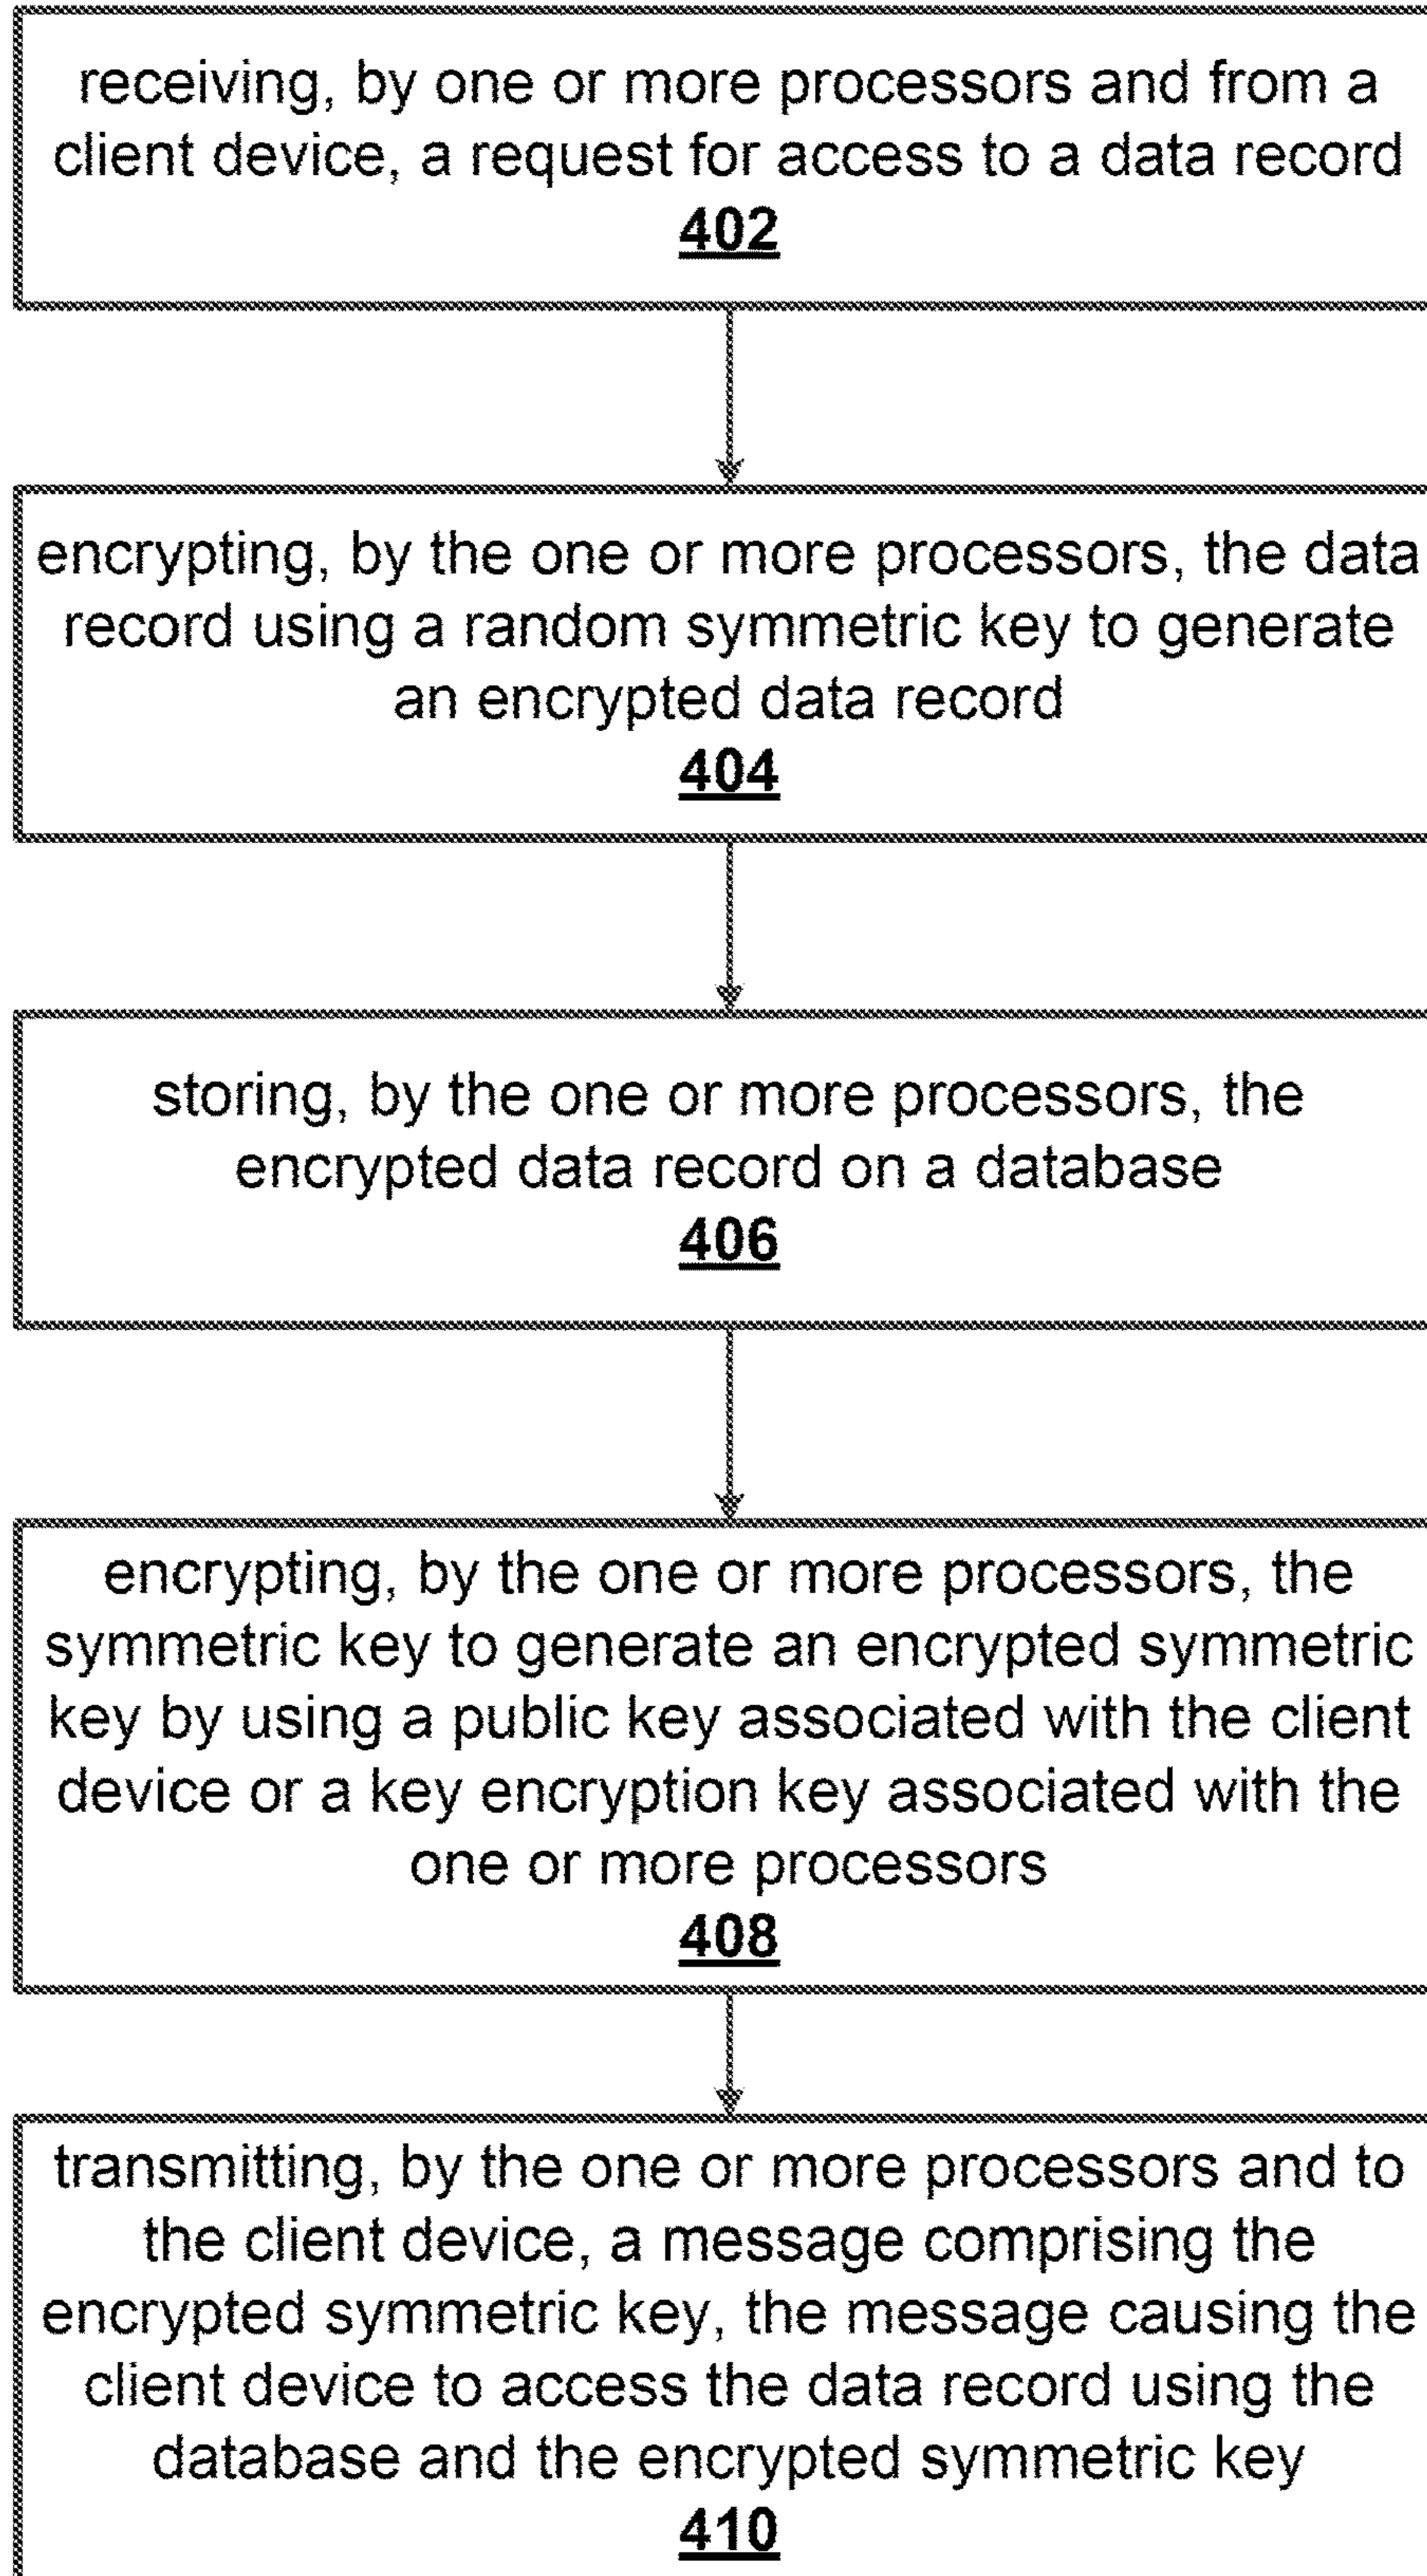 receiving, by one or more processors and from a
client device, a request for access to a data record
402
encrypting, by the one or more processors, the data
record using a random symmetric key to generate
an encrypted data record
404
storing, by the one or more processors, the
encrypted data record on a database
406
encrypting, by the one or more processors, the
symmetric key to generate an encrypted symmetric
key by using a public key associated with the client
device or a key encryption key associated with the
one or more processors
408
transmitting, by the one or more processors and to
the client device, a message comprising the
encrypted symmetric key, the message causing the
client device to access the data record using the
database and the encrypted symmetric key
410